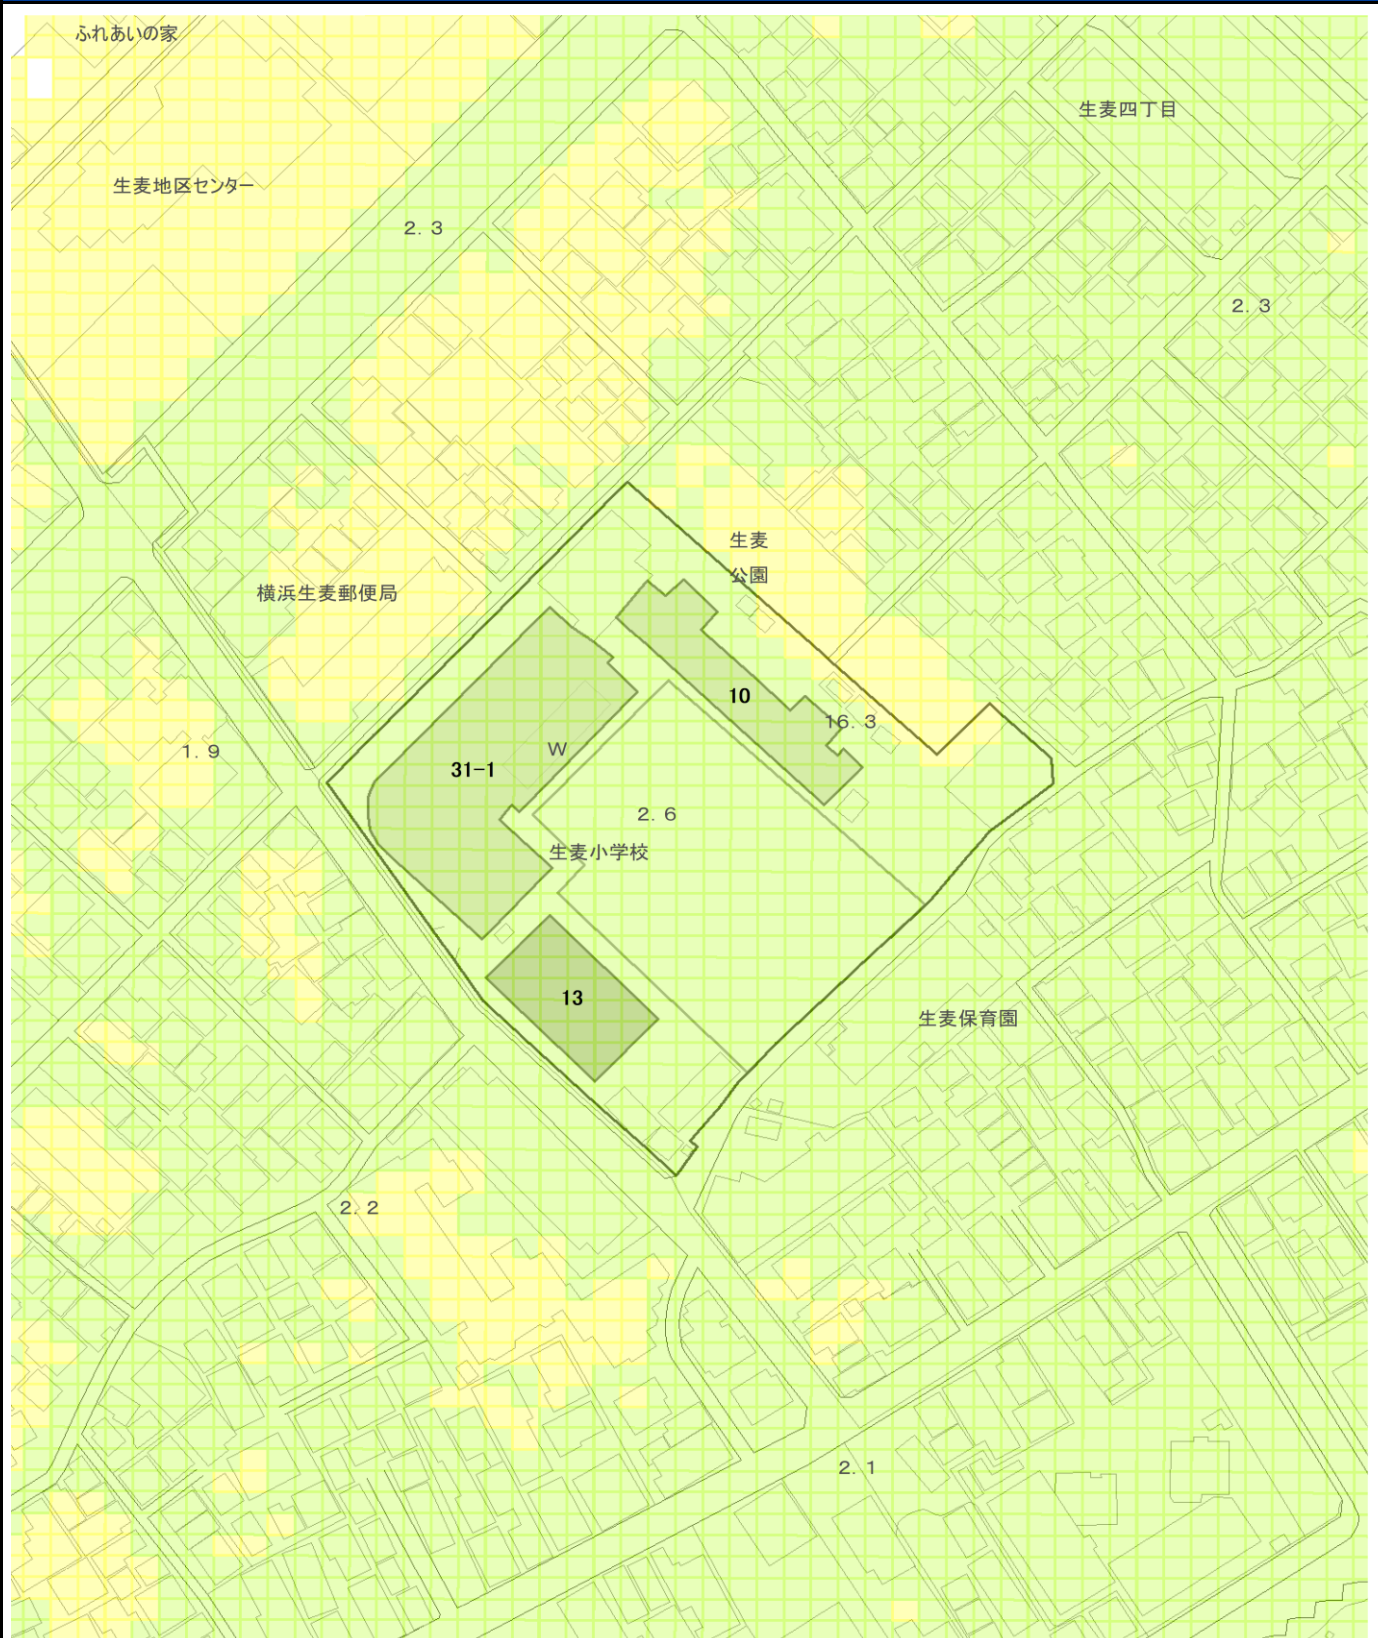 ふれあいの家
生麦四丁目
生麦地区センター
2. 3
2. 3
生麦
公園
横浜生麦郵便局
10
16. 3
1. 9
W
31-1
2. 6
生麦小学校
13
生麦保育園
2. 2
2. 1